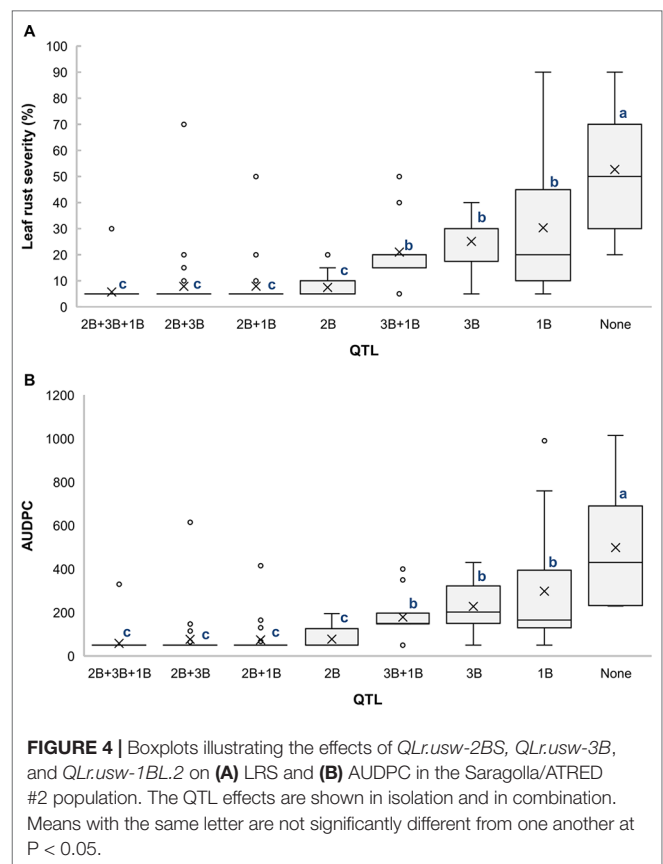 A
100
90
80
70
60
50
40
30
20
10
0
Leaf rust severity (%)
c c c c b b b a
2B+3B+1B 2B+3B 2B+1B 2B 3B+1B 3B 1B None
QTL
B
1200
1000
800
600
400
200
0
AUDPC
c c c c b b b a
2B+3B+1B 2B+3B 2B+1B 2B 3B+1B 3B 1B None
QTL
FIGURE 4 | Boxplots illustrating the effects of QLr.usw-2BS, QLr.usw-3B,
and QLr.usw-1BL.2 on (A) LRS and (B) AUDPC in the Saragolla/ATRED
#2 population. The QTL effects are shown in isolation and in combination.
Means with the same letter are not significantly different from one another at
P < 0.05.